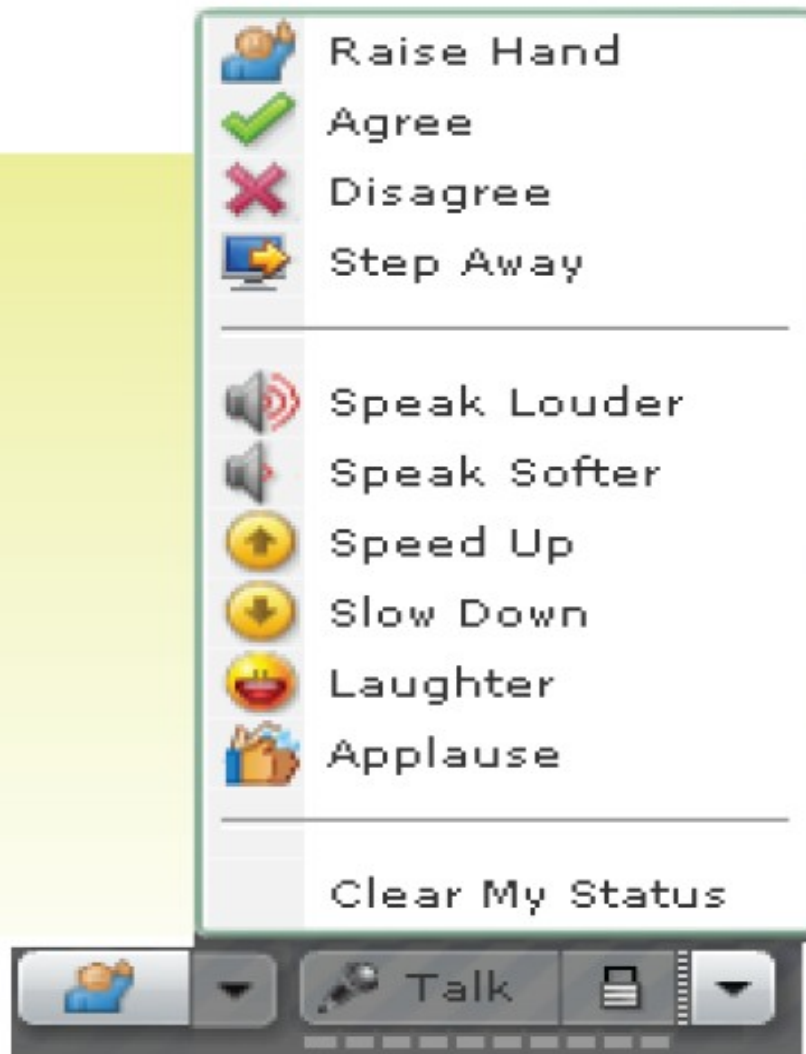 Raise Hand
Agree
Disagree
Step Away
Speak Louder
Speak Softer
Speed Up
Slow Down
Laughter
Applause
Clear My Status
Talk